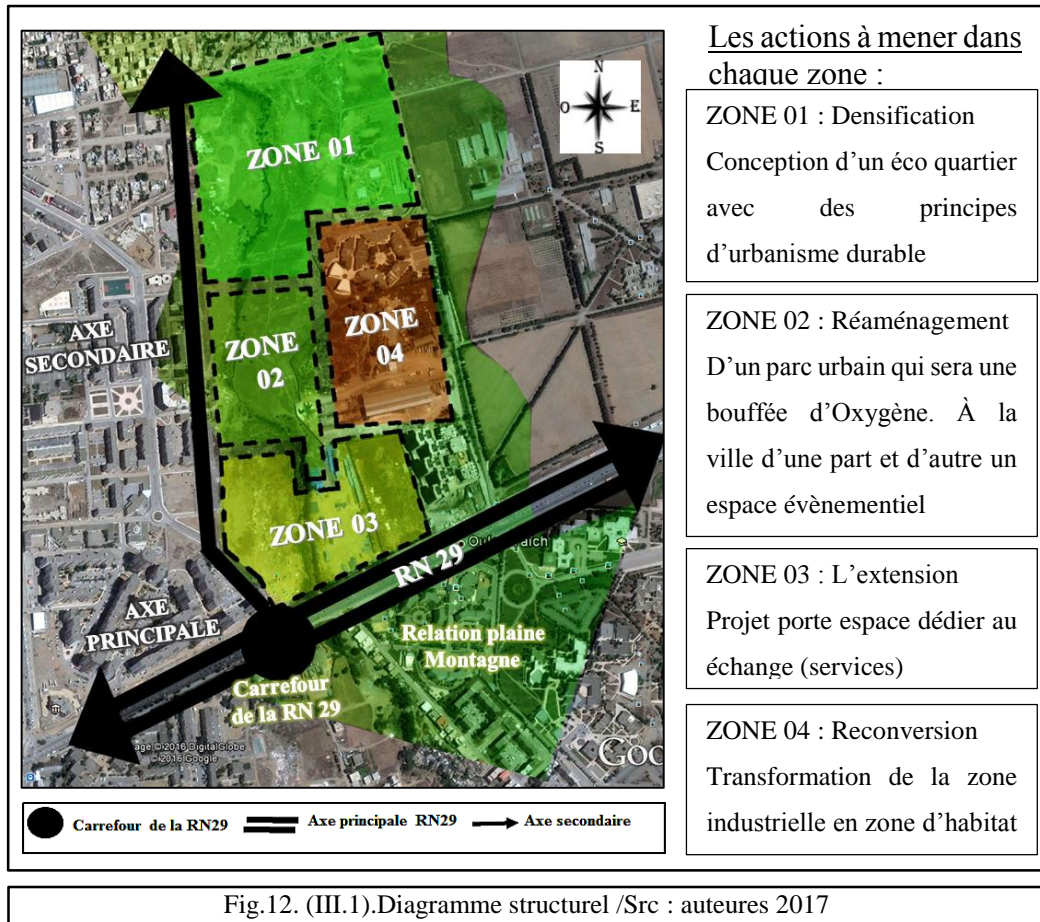 Les actions à mener dans
chaque zone :
ZONE 01 : Densification
Conception d’un éco quartier
avec des principes
d’urbanisme durable
ZONE 02 : Réaménagement
D’un parc urbain qui sera une
bouffée d’Oxygène. À la
ville d’une part et d’autre un
espace évènementiel
ZONE 03 : L’extension
Projet porte espace dédier au
échange (services)
ZONE 04 : Reconversion
Transformation de la zone
industrielle en zone d’habitat
N
O E
S
ZONE 01
AXE
SECONDAIRE
ZONE
02
ZONE
04
ZONE 03
RN 29
AXE
PRINCIPALE
Relation plaine
Montagne
Carrefour
de la RN 29
age © 2016 DigitalGlobe
© 2016 Google
Goo
Carrefour de la RN29
Axe principale RN29
Axe secondaire
Fig.12. (III.1).Diagramme structurel /Src : auteures 2017